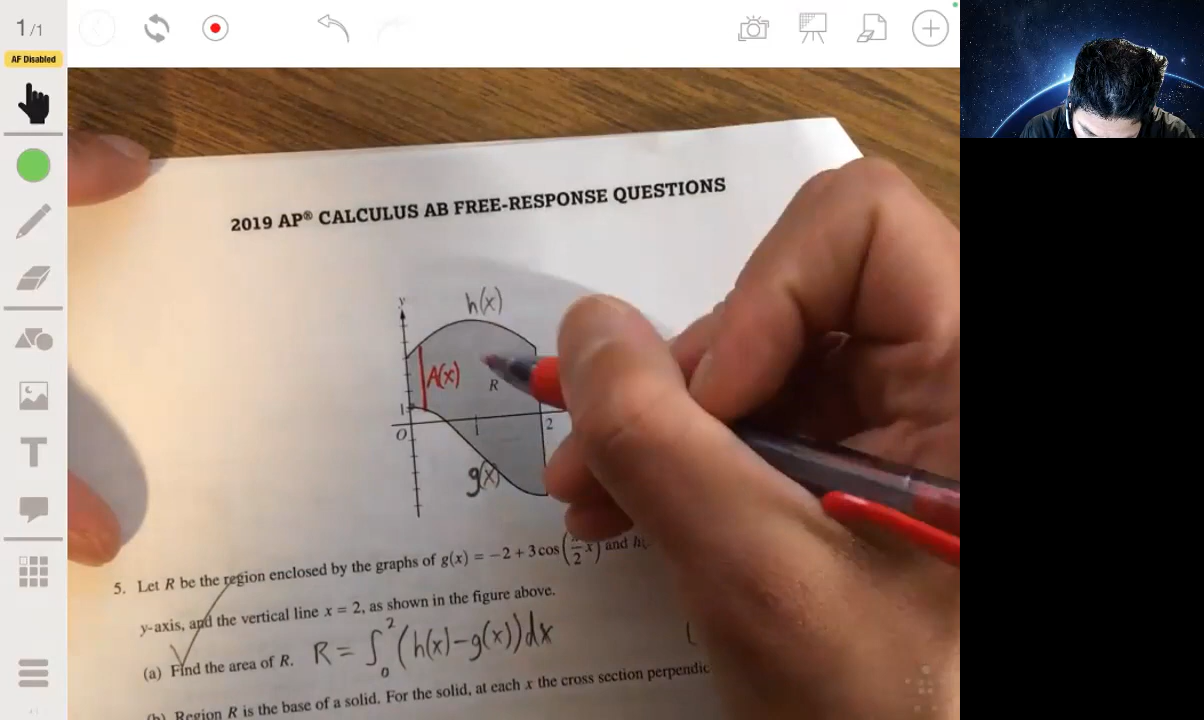 1/1
AF Disabled
2019 AP® CALCULUS AB FREE-RESPONSE QUESTIONS
y
h(x)
A(x)
R
1
O
1
2
g(x)
5. Let R be the region enclosed by the graphs of g(x) = −2 + 3 cos(π/2 x) and h
y-axis, and the vertical line x = 2, as shown in the figure above.
(a) Find the area of R. R = ∫₀² (h(x)−g(x))dx
(b) Region R is the base of a solid. For the solid, at each x the cross section perpendic
T